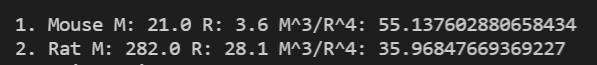 1. Mouse M: 21.0 R: 3.6 M^3/R^4: 55.137602880658434
2. Rat M: 282.0 R: 28.1 M^3/R^4: 35.96847669369227